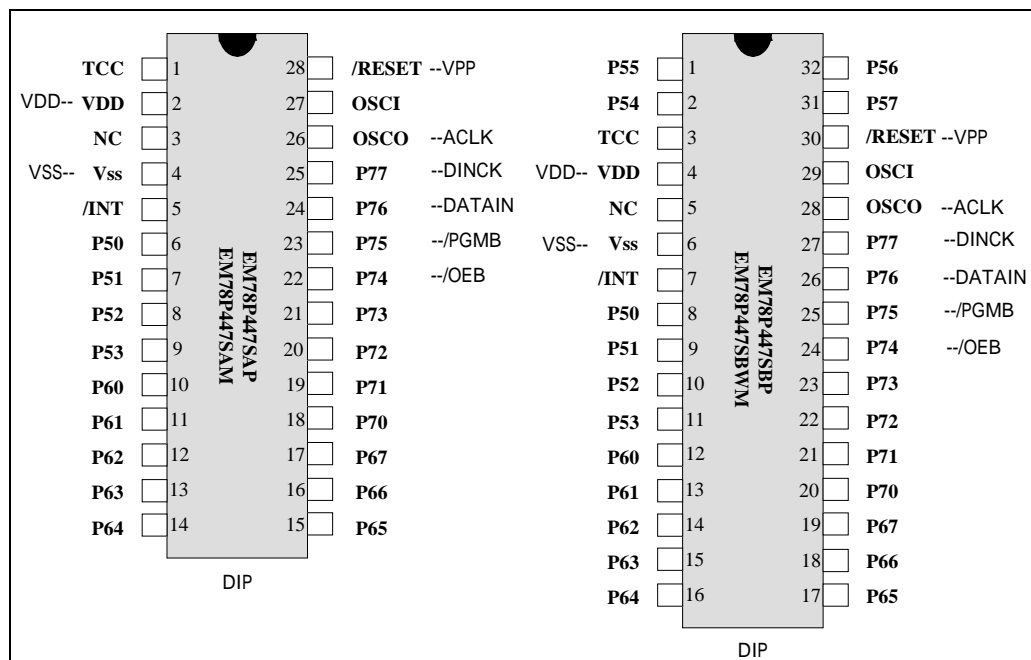 TCC 1 28 /RESET --VPP
VDD-- VDD 2 27 OSCI
NC 3 26 OSCO --ACLK
VSS-- Vss 4 25 P77 --DINCK
/INT 5 24 P76 --DATAIN
P50 6 23 P75 --/PGMB
P51 7 22 P74 --/OEB
P52 8 21 P73
P53 9 20 P72
P60 10 19 P71
P61 11 18 P70
P62 12 17 P67
P63 13 16 P66
P64 14 15 P65
EM78P447SAP
EM78P447SAM
DIP
P55 1 32 P56
P54 2 31 P57
TCC 3 30 /RESET --VPP
VDD-- VDD 4 29 OSCI
NC 5 28 OSCO --ACLK
VSS-- Vss 6 27 P77 --DINCK
/INT 7 26 P76 --DATAIN
P50 8 25 P75 --/PGMB
P51 9 24 P74 --/OEB
P52 10 23 P73
P53 11 22 P72
P60 12 21 P71
P61 13 20 P70
P62 14 19 P67
P63 15 18 P66
P64 16 17 P65
EM78P447SBP
EM78P447SBWM
DIP